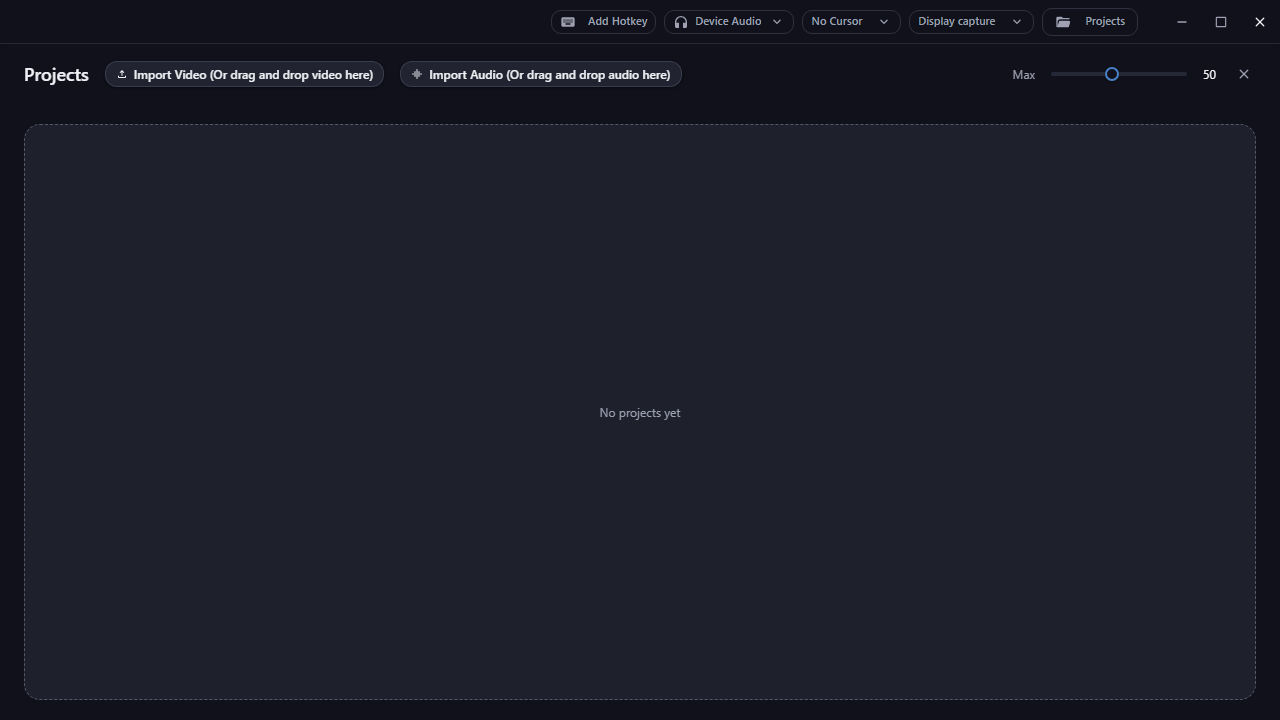 Add Hotkey Device Audio No Cursor Display capture Projects
Projects Import Video (Or drag and drop video here) Import Audio (Or drag and drop audio here) Max 50
No projects yet